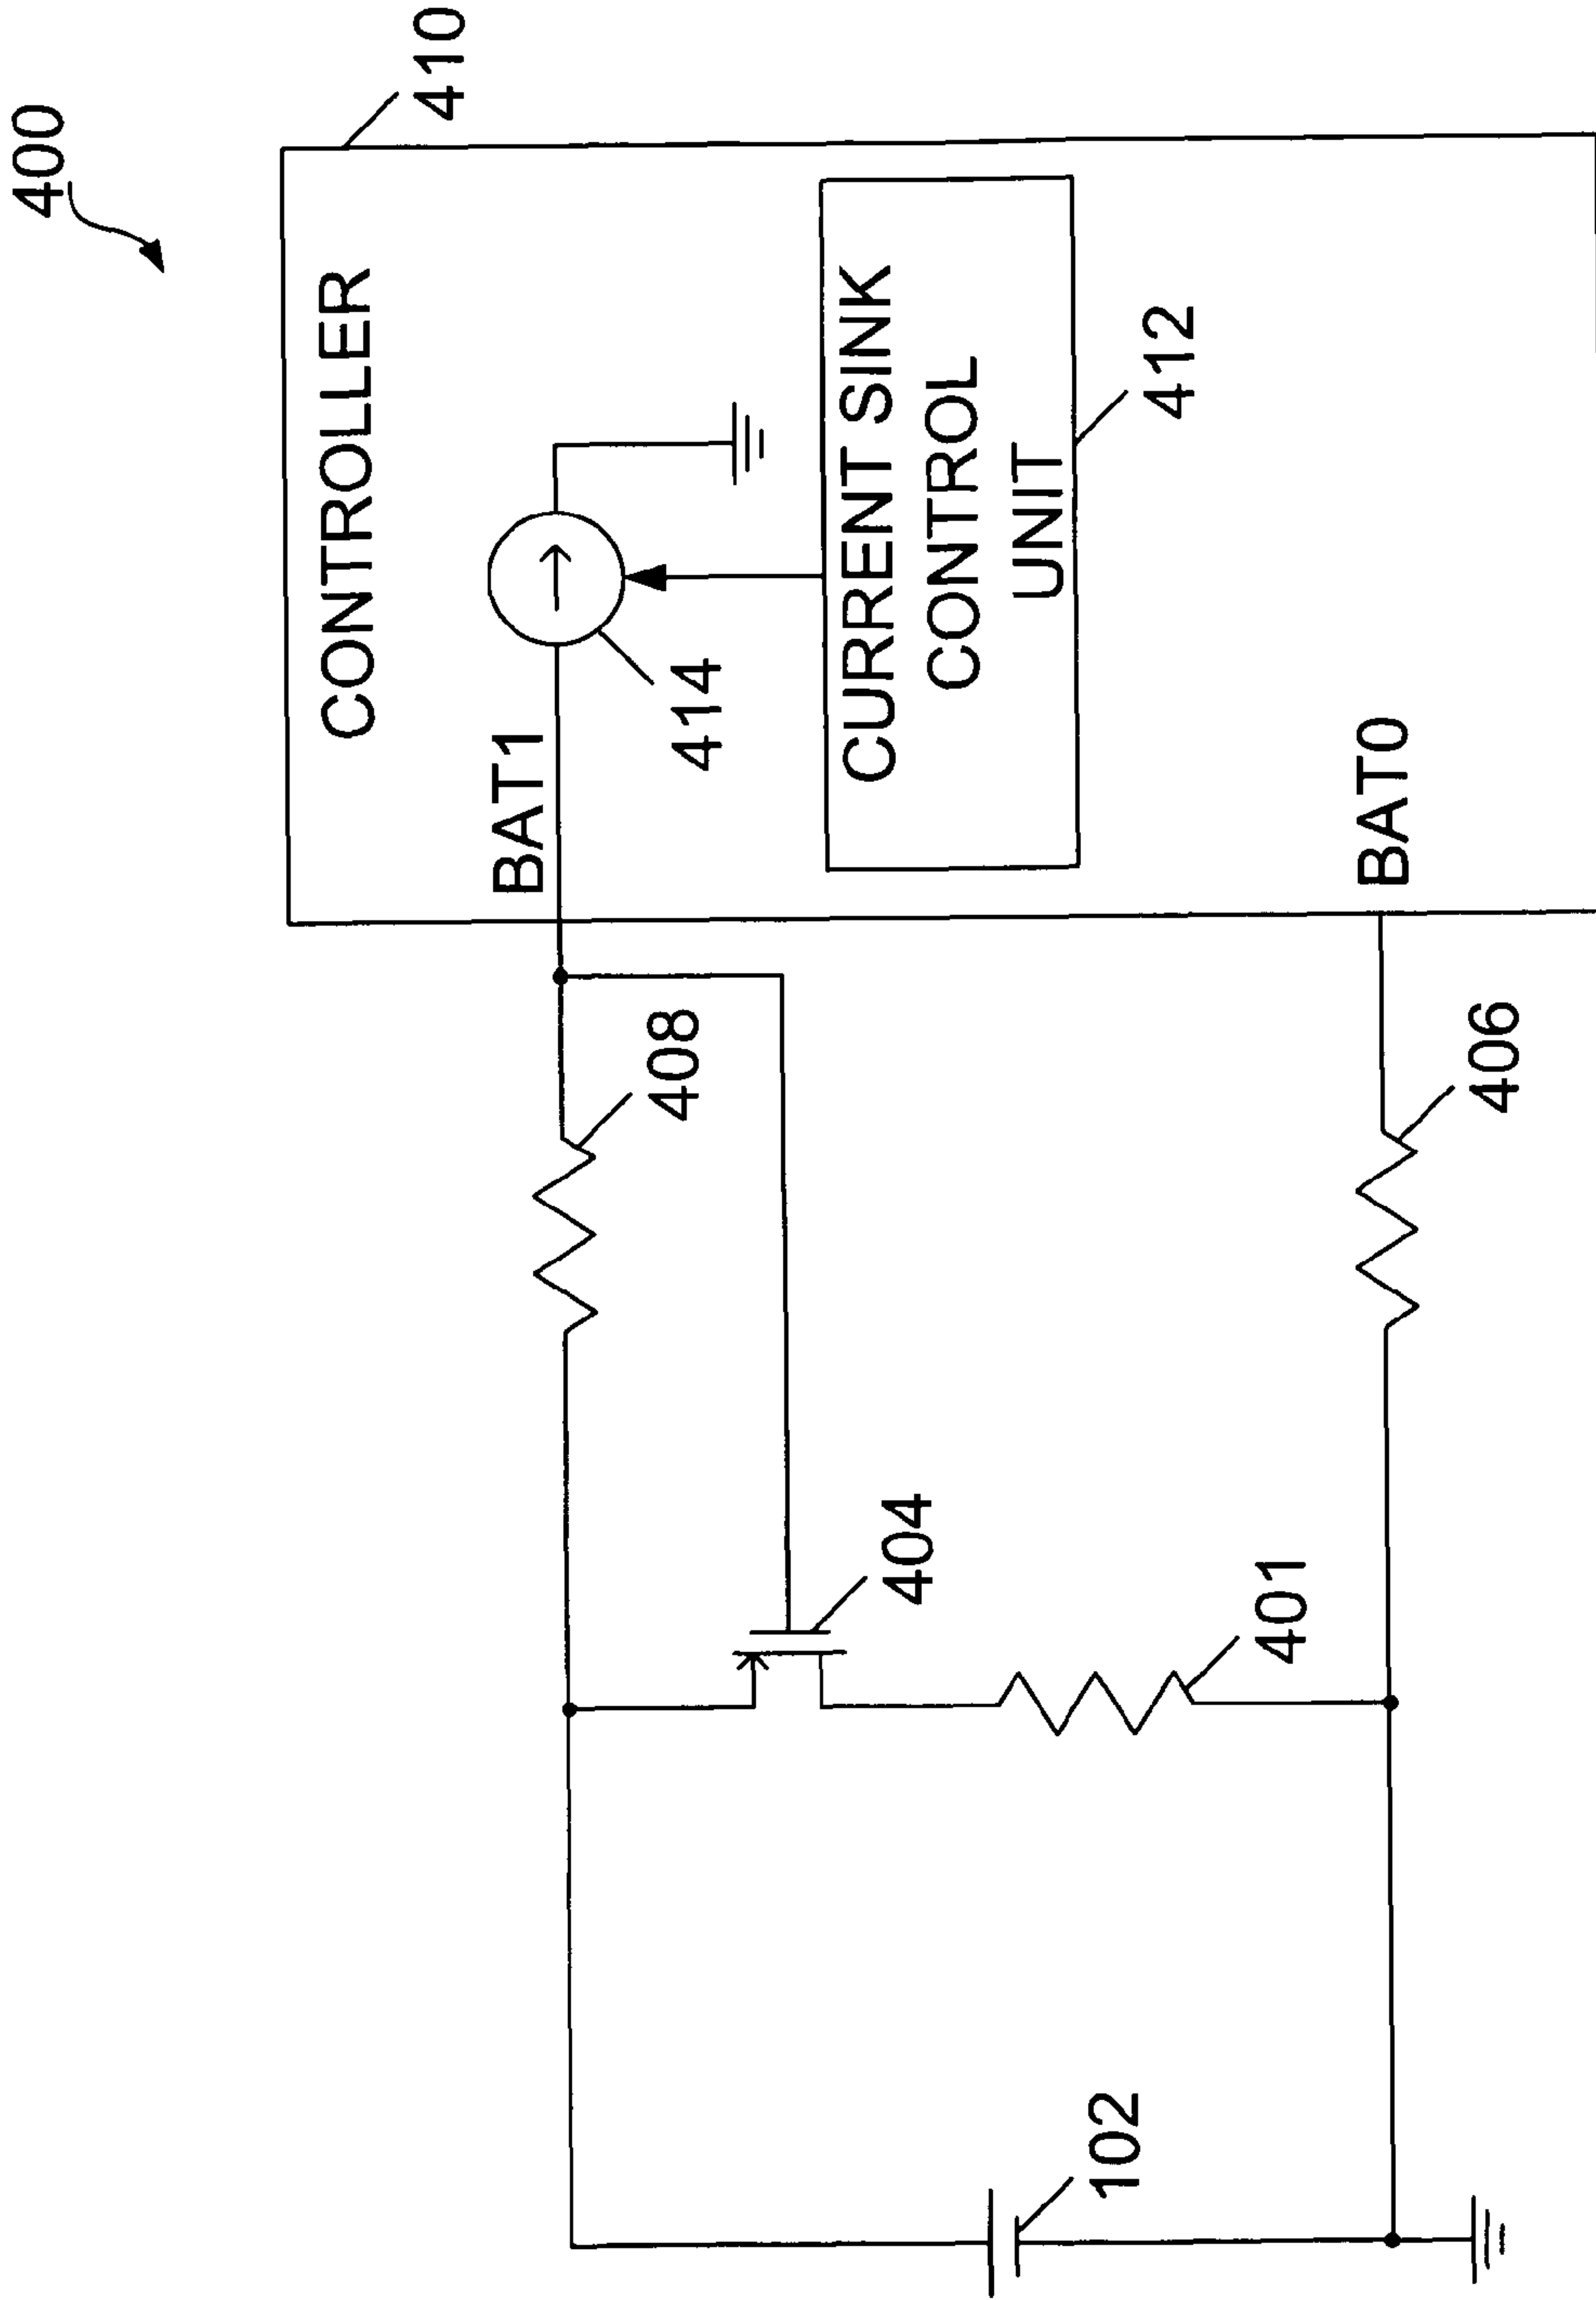 400
410
CONTROLLER
BAT1
414
CURRENT SINK
CONTROL
UNIT
412
BAT0
408
404
401
406
102